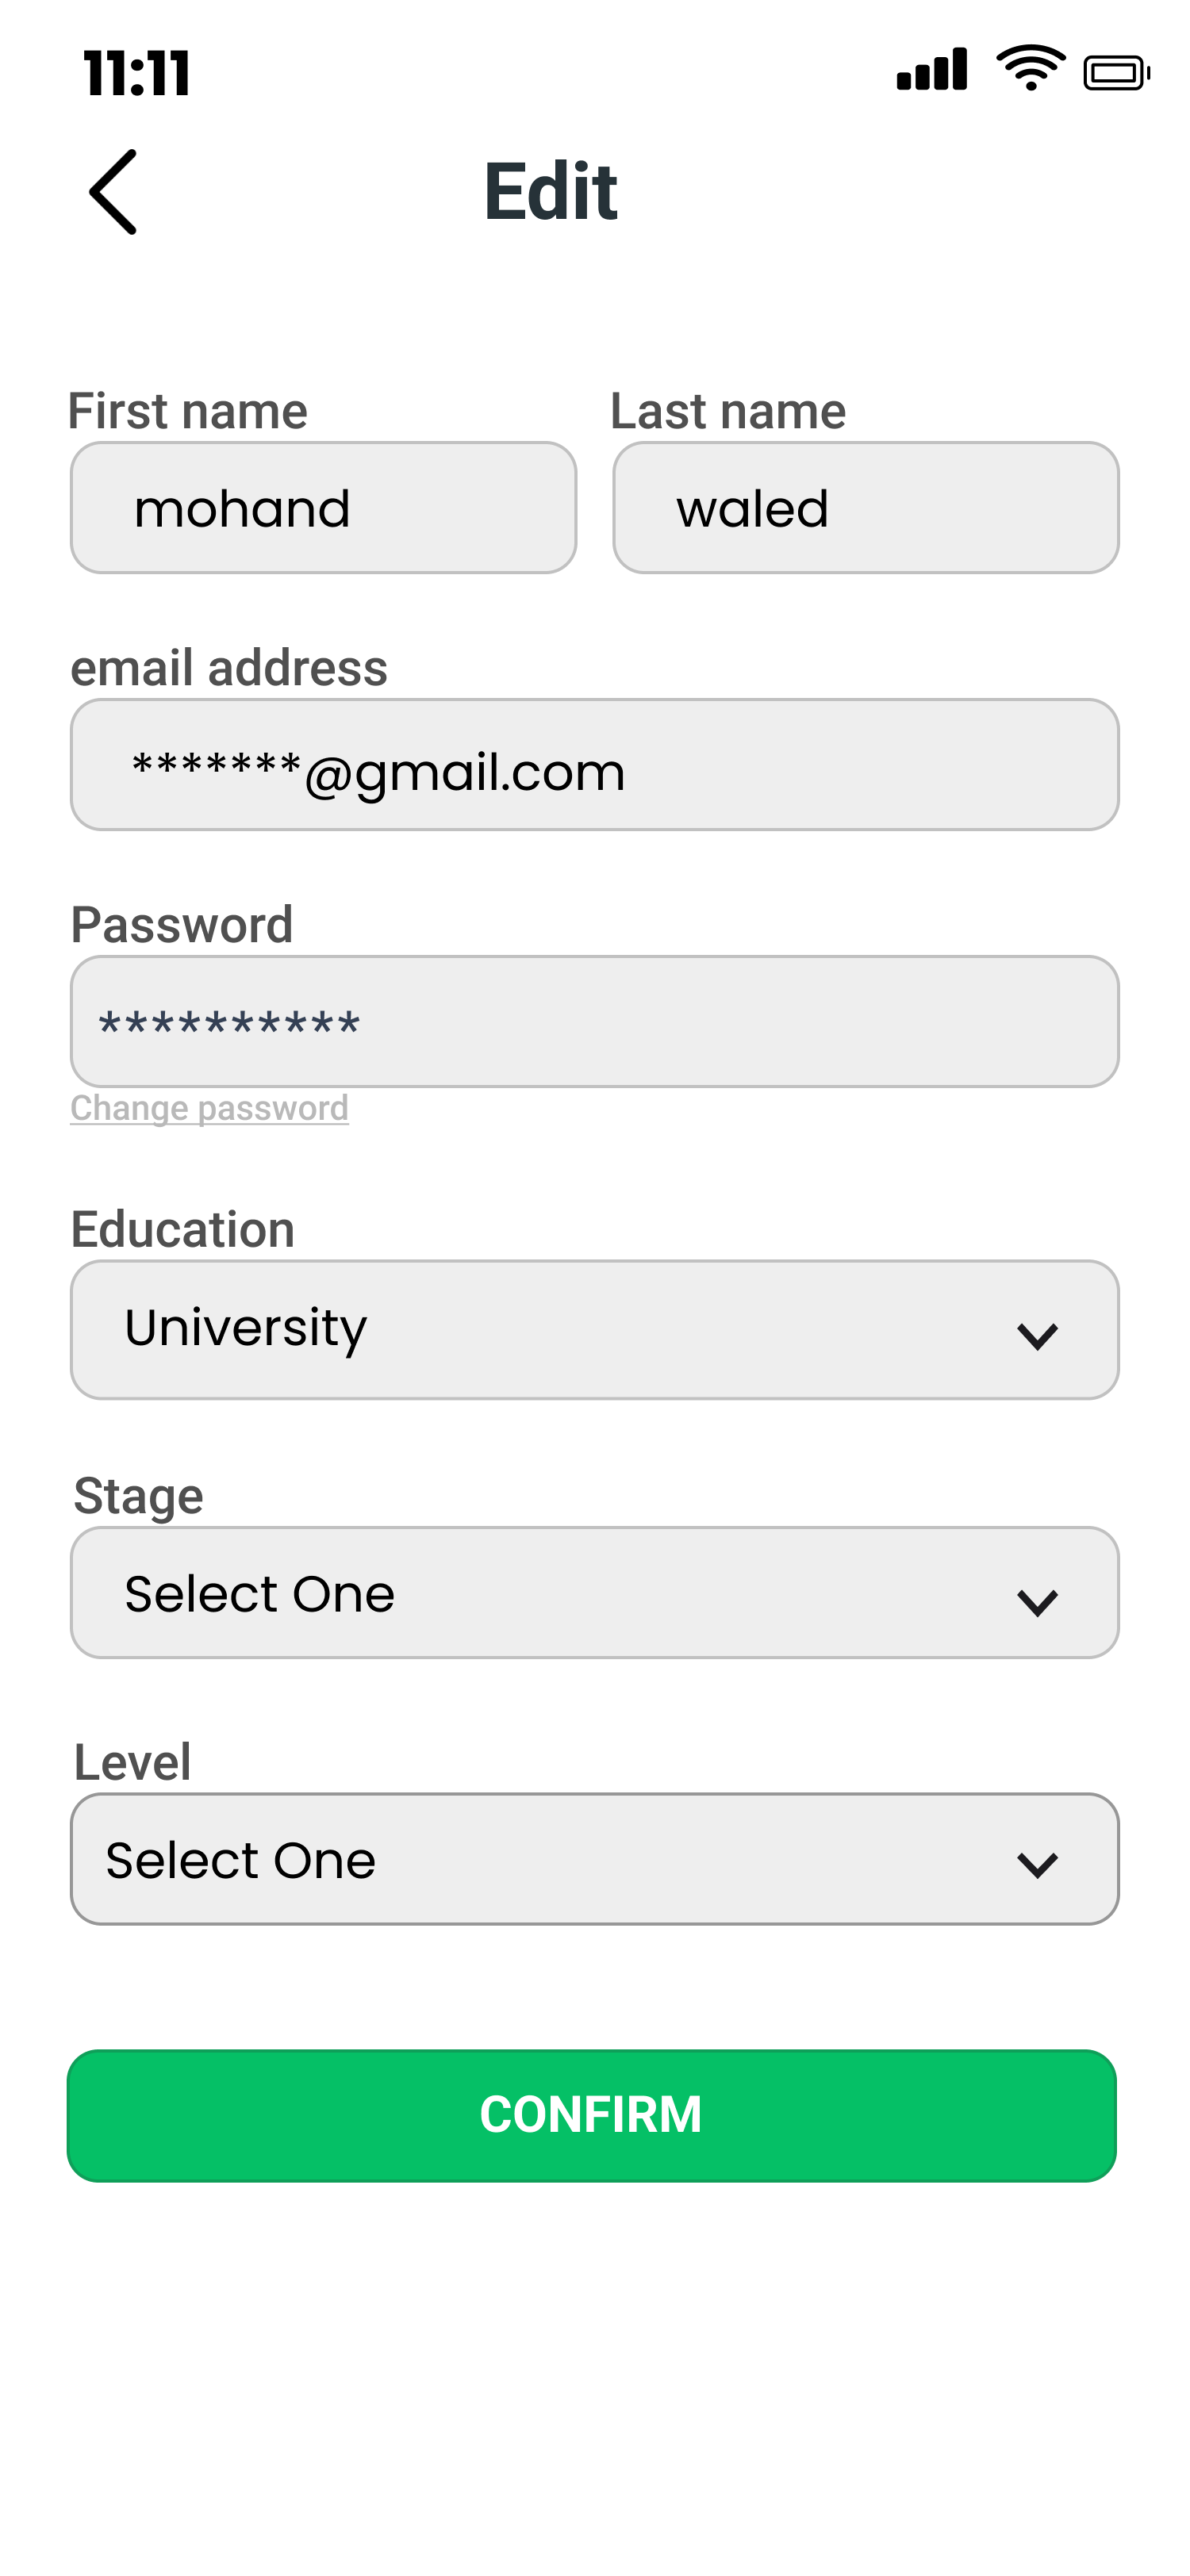 11:11
Edit
First name
Last name
mohand
waled
email address
*******@gmail.com
Password
**********
Change password
Education
University
Stage
Select One
Level
Select One
CONFIRM